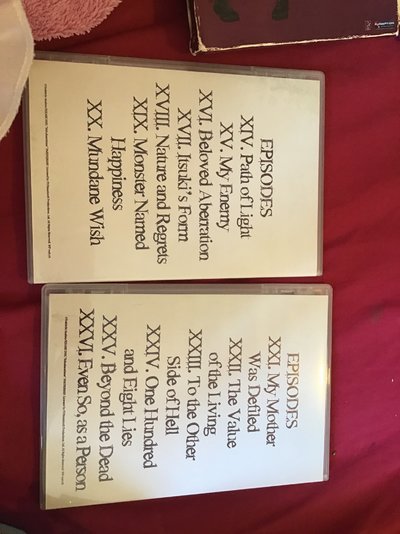 EPISODES
XIV. Path of Light
XV. My Enemy
XVI. Beloved Aberration
XVII. Itsuki's Form
XVIII. Nature and Regrets
XIX. Monster Named
Happiness
XX. Mundane Wish
EPISODES
XXI. My Mother
Was Defiled
XXII. The Value
of the Living
XXIII. To the Other
Side of Hell
XXIV. One Hundred
and Eight Lies
XXV. Beyond the Dead
XXVI. Even So, as a Person